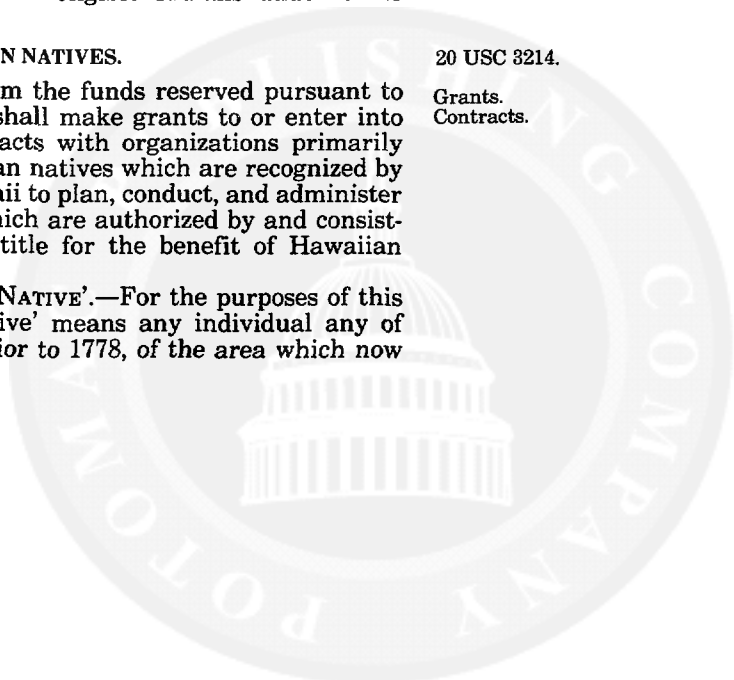 N NATIVES.
20 USC 3214.
m the funds reserved pursuant to
Grants.
shall make grants to or enter into
Contracts.
acts with organizations primarily
an natives which are recognized by
aii to plan, conduct, and administer
hich are authorized by and consist-
title for the benefit of Hawaiian
NATIVE'.—For the purposes of this
ive' means any individual any of
ior to 1778, of the area which now
POTOMAC PUBLISHING COMPANY